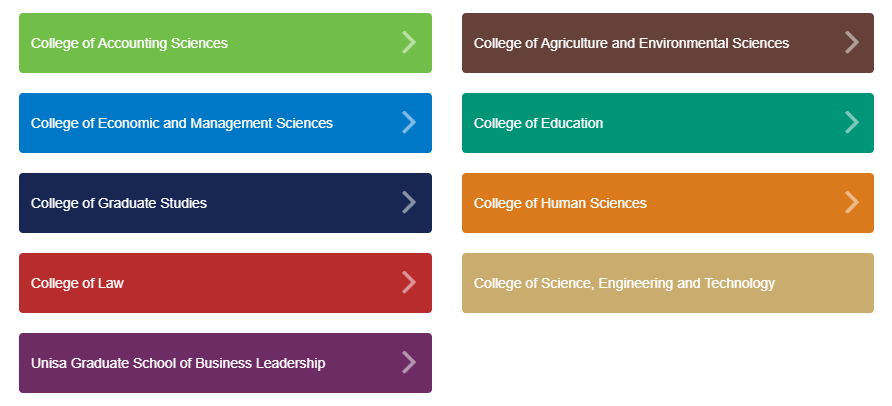 College of Accounting Sciences
College of Agriculture and Environmental Sciences
College of Economic and Management Sciences
College of Education
College of Graduate Studies
College of Human Sciences
College of Law
College of Science, Engineering and Technology
Unisa Graduate School of Business Leadership